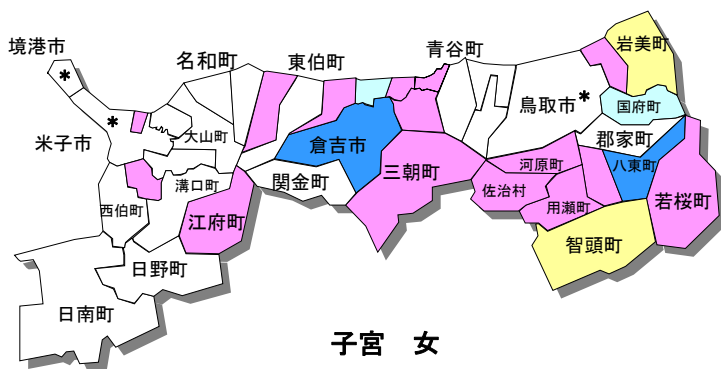 境港市
*
名和町
東伯町
青谷町
岩美町
*
米子市
大山町
鳥取市*
国府町
倉吉市
郡家町
三朝町
河原町
八東町
関金町
溝口町
佐治村
西伯町
江府町
用瀬町
若桜町
智頭町
日野町
日南町
子宮 女